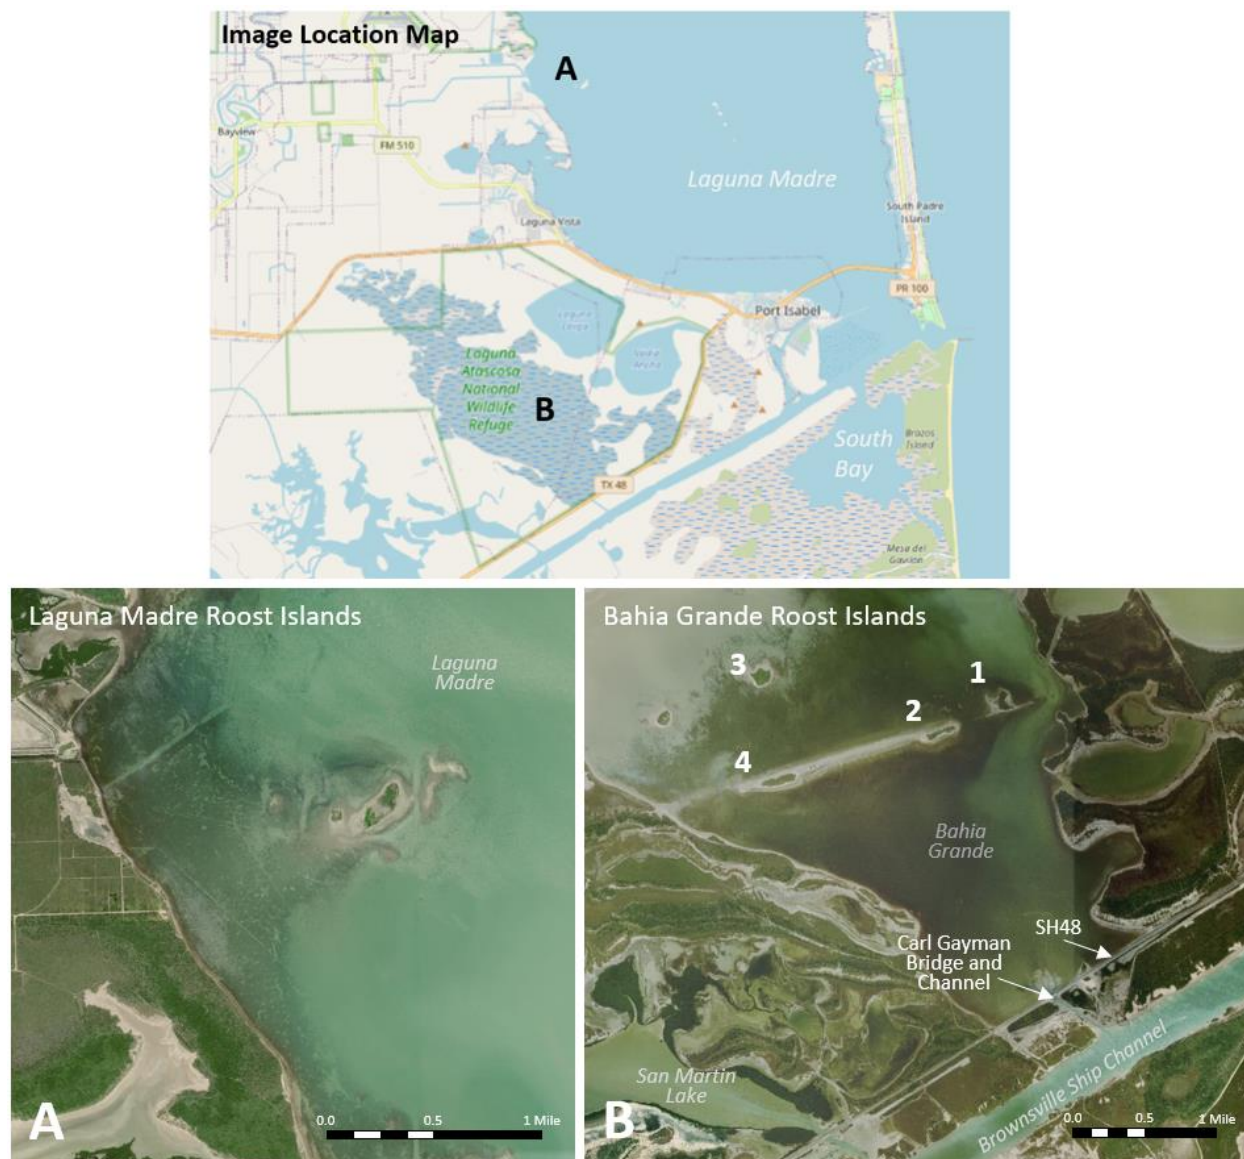 Image Location Map
A
Laguna Madre
Bayview
FM 510
Laguna Vista
South Padre
Island
PR 100
Port Isabel
Laguna
Larga
Laguna
Atascosa
National
Wildlife
Refuge
B
South
Bay
Brazos
Island
TX 48
Mesa del
Gavilan
Laguna Madre Roost Islands
Laguna
Madre
0.0
0.5
1 Mile
A
Bahia Grande Roost Islands
3
1
2
4
Bahia
Grande
SH48
Carl Gayman
Bridge and
Channel
San Martin
Lake
Brownsville Ship Channel
0.0
0.5
1 Mile
B